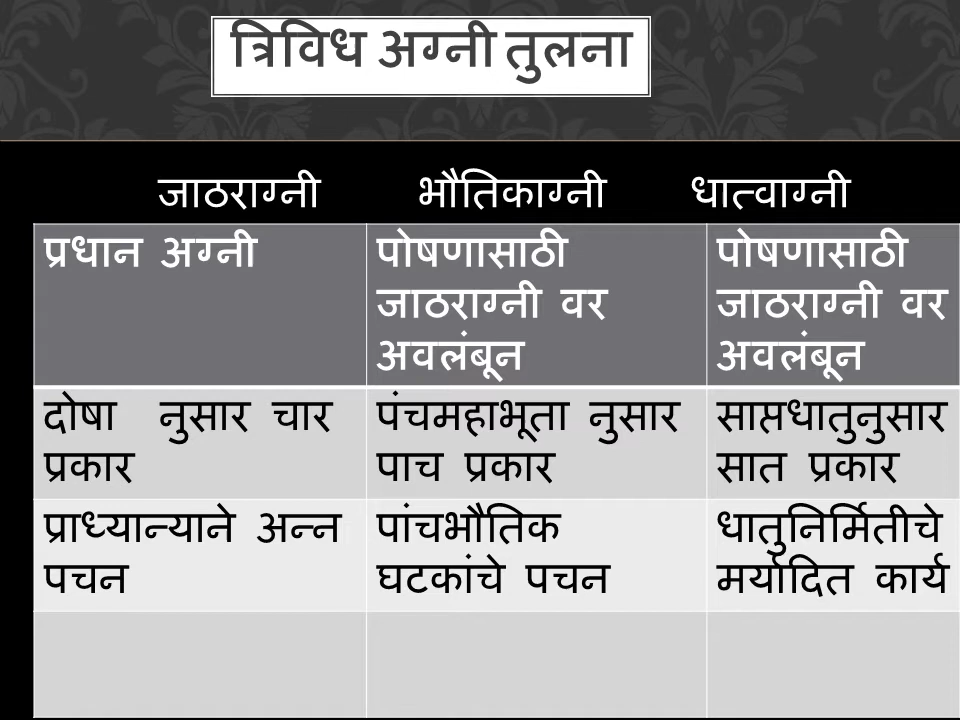 त्रिविध अग्नी तुलना
जाठराग्नी भौतिकाग्नी धात्वाग्नी
प्रधान अग्नी
पोषणासाठी
जाठराग्नी वर
अवलंबून
पोषणासाठी
जाठराग्नी वर
अवलंबून
दोषा नुसार चार
प्रकार
पंचमहाभूता नुसार
पाच प्रकार
साप्तधातुनुसार
सात प्रकार
प्राध्यान्याने अन्न
पचन
पांचभौतिक
घटकांचे पचन
धातुनिर्मितीचे
मर्यादित कार्य